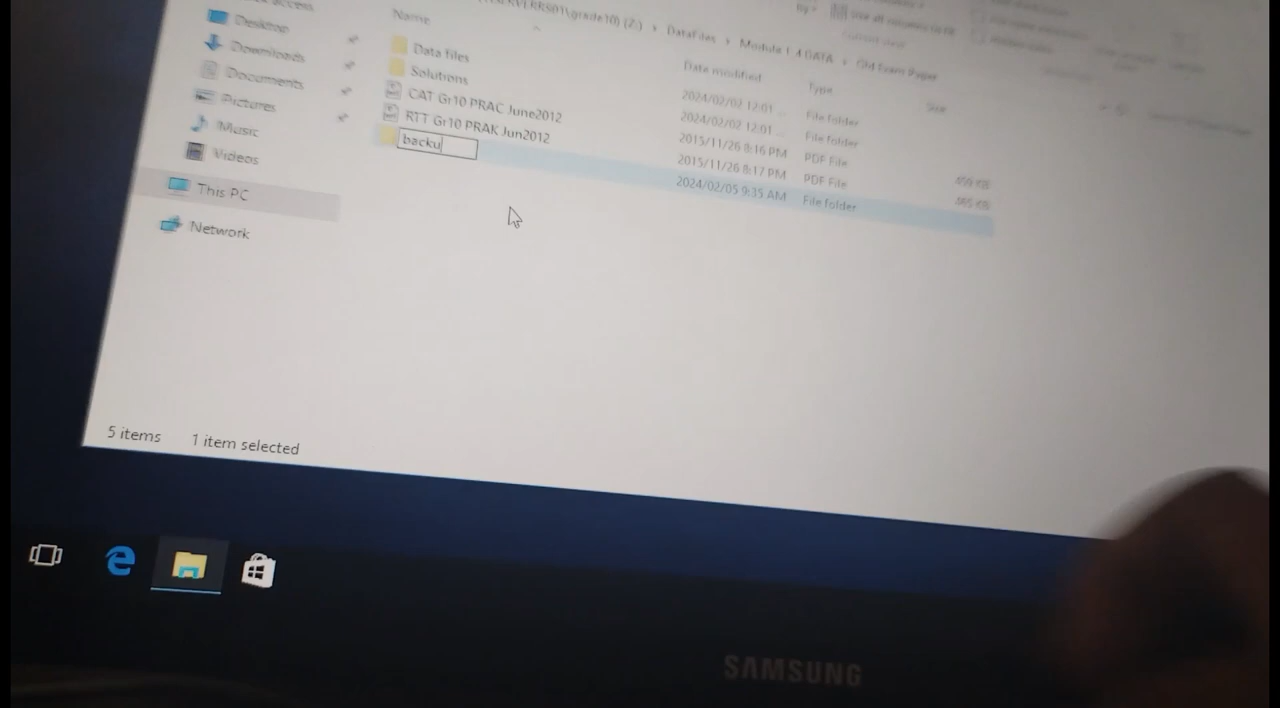 Desktop
Downloads
Documents
Pictures
Music
Videos
This PC
Network
DataFiles › Module 1.4 DATA › Old Exam Paper
Name Date modified Type Size
Data files 2024/02/02 12:01 ... File folder
Solutions 2024/02/02 12:01 ... File folder
CAT Gr10 PRAC June2012 2015/11/26 8:16 PM PDF File
RTT Gr10 PRAK Jun2012 2015/11/26 8:17 PM PDF File
backu 2024/02/05 9:35 AM File folder
5 items 1 item selected
SAMSUNG